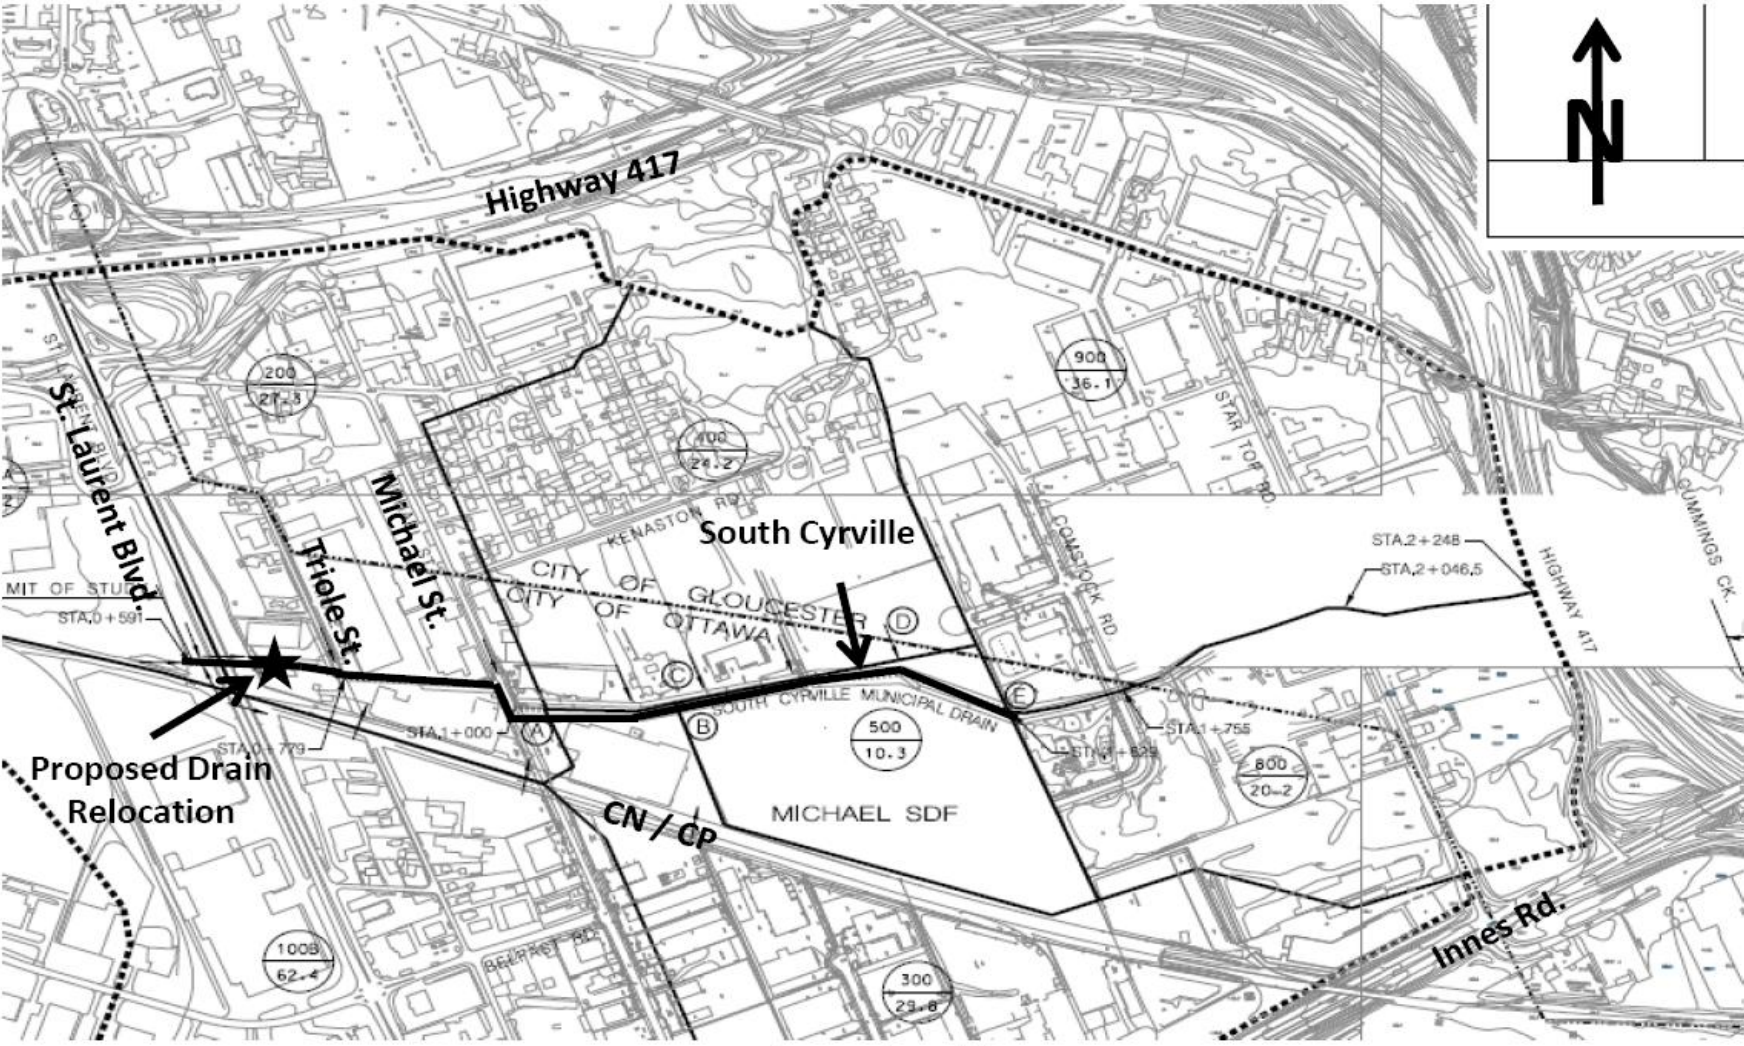 N
Highway 417
200
27.3
900
36.1
400
24.2
STAR TOP RD.
St. Laurent Blvd.
Michael St.
KENASTON RD.
South Cyrville
COMSTOCK RD.
CUMMINGS CK.
STA.2+248
STA.2+046.5
HIGHWAY 417
Triole St.
CITY OF GLOUCESTER
CITY OF OTTAWA
MIT OF STUDY
STA.0+591
D
C
E
SOUTH CYRVILLE MUNICIPAL DRAIN
B
A
STA.1+000
STA.0+779
500
10.3
STA.1+755
Proposed Drain
Relocation
800
20.2
MICHAEL SDF
CN / CP
Innes Rd.
BELFAST RD.
100B
62.4
300
29.8